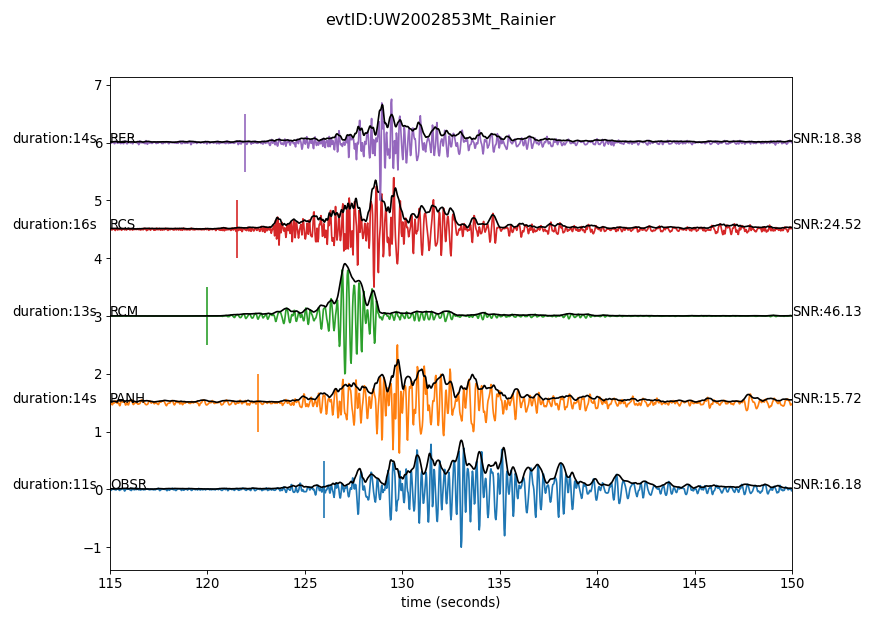 evtID:UW2002853Mt_Rainier
7
duration:14s RER SNR:18.38
6
5
duration:16s RCS SNR:24.52
4
duration:13s RCM SNR:46.13
3
2
duration:14s PANH SNR:15.72
1
duration:11s OBSR SNR:16.18
0
−1
115 120 125 130 135 140 145 150
time (seconds)